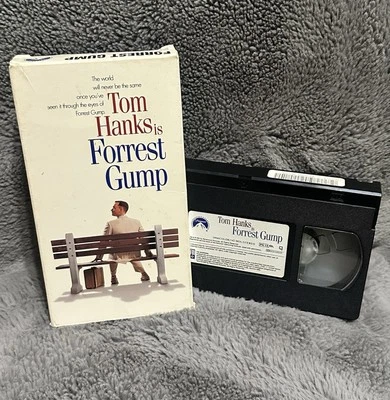 FORREST GUMP
The world
will never be the same
once you've
seen it through the eyes of
Forrest Gump.
Tom
Hanks is
Forrest
Gump
Tom Hanks is
Forrest Gump